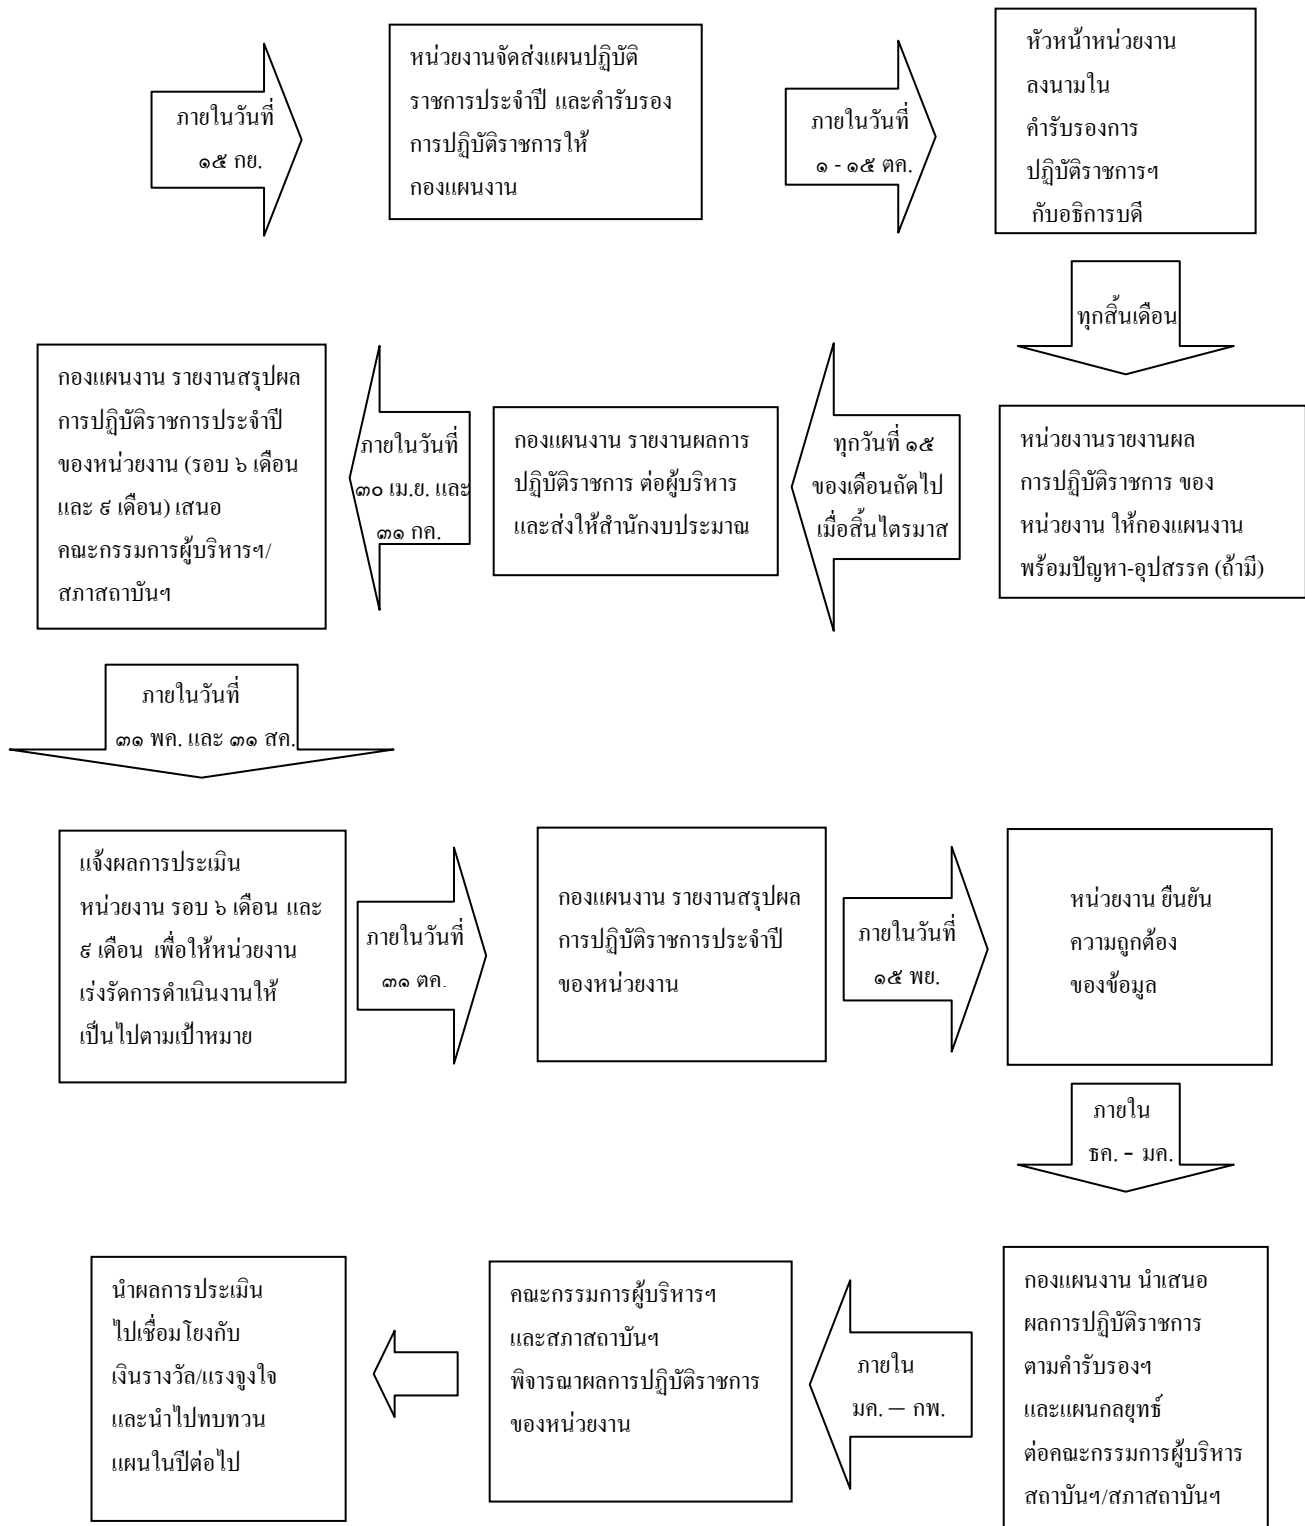 ภายในวันที่
๑๕ กย.
หน่วยงานจัดส่งแผนปฏิบัติ
ราชการประจำปี และคำรับรอง
การปฏิบัติราชการให้
กองแผนงาน
ภายในวันที่
๑ - ๑๕ ตค.
หัวหน้าหน่วยงาน
ลงนามใน
คำรับรองการ
ปฏิบัติราชการฯ
กับอธิการบดี
ทุกสิ้นเดือน
หน่วยงานรายงานผล
การปฏิบัติราชการ ของ
หน่วยงาน ให้กองแผนงาน
พร้อมปัญหา-อุปสรรค (ถ้ามี)
ทุกวันที่ ๑๕
ของเดือนถัดไป
เมื่อสิ้นไตรมาส
กองแผนงาน รายงานผลการ
ปฏิบัติราชการ ต่อผู้บริหาร
และส่งให้สำนักงบประมาณ
ภายในวันที่
๓๐ เม.ย. และ
๓๑ กค.
กองแผนงาน รายงานสรุปผล
การปฏิบัติราชการประจำปี
ของหน่วยงาน (รอบ ๖ เดือน
และ ๙ เดือน) เสนอ
คณะกรรมการผู้บริหารฯ/
สภาสถาบันฯ
ภายในวันที่
๓๑ พค. และ ๓๑ สค.
แจ้งผลการประเมิน
หน่วยงาน รอบ ๖ เดือน และ
๙ เดือน เพื่อให้หน่วยงาน
เร่งรัดการดำเนินงานให้
เป็นไปตามเป้าหมาย
ภายในวันที่
๓๑ ตค.
กองแผนงาน รายงานสรุปผล
การปฏิบัติราชการประจำปี
ของหน่วยงาน
ภายในวันที่
๑๕ พย.
หน่วยงาน ยืนยัน
ความถูกต้อง
ของข้อมูล
ภายใน
ธค. - มค.
กองแผนงาน นำเสนอ
ผลการปฏิบัติราชการ
ตามคำรับรองฯ
และแผนกลยุทธ์
ต่อคณะกรรมการผู้บริหาร
สถาบันฯ/สภาสถาบันฯ
ภายใน
มค. – กพ.
คณะกรรมการผู้บริหารฯ
และสภาสถาบันฯ
พิจารณาผลการปฏิบัติราชการ
ของหน่วยงาน
นำผลการประเมิน
ไปเชื่อมโยงกับ
เงินรางวัล/แรงจูงใจ
และนำไปทบทวน
แผนในปีต่อไป